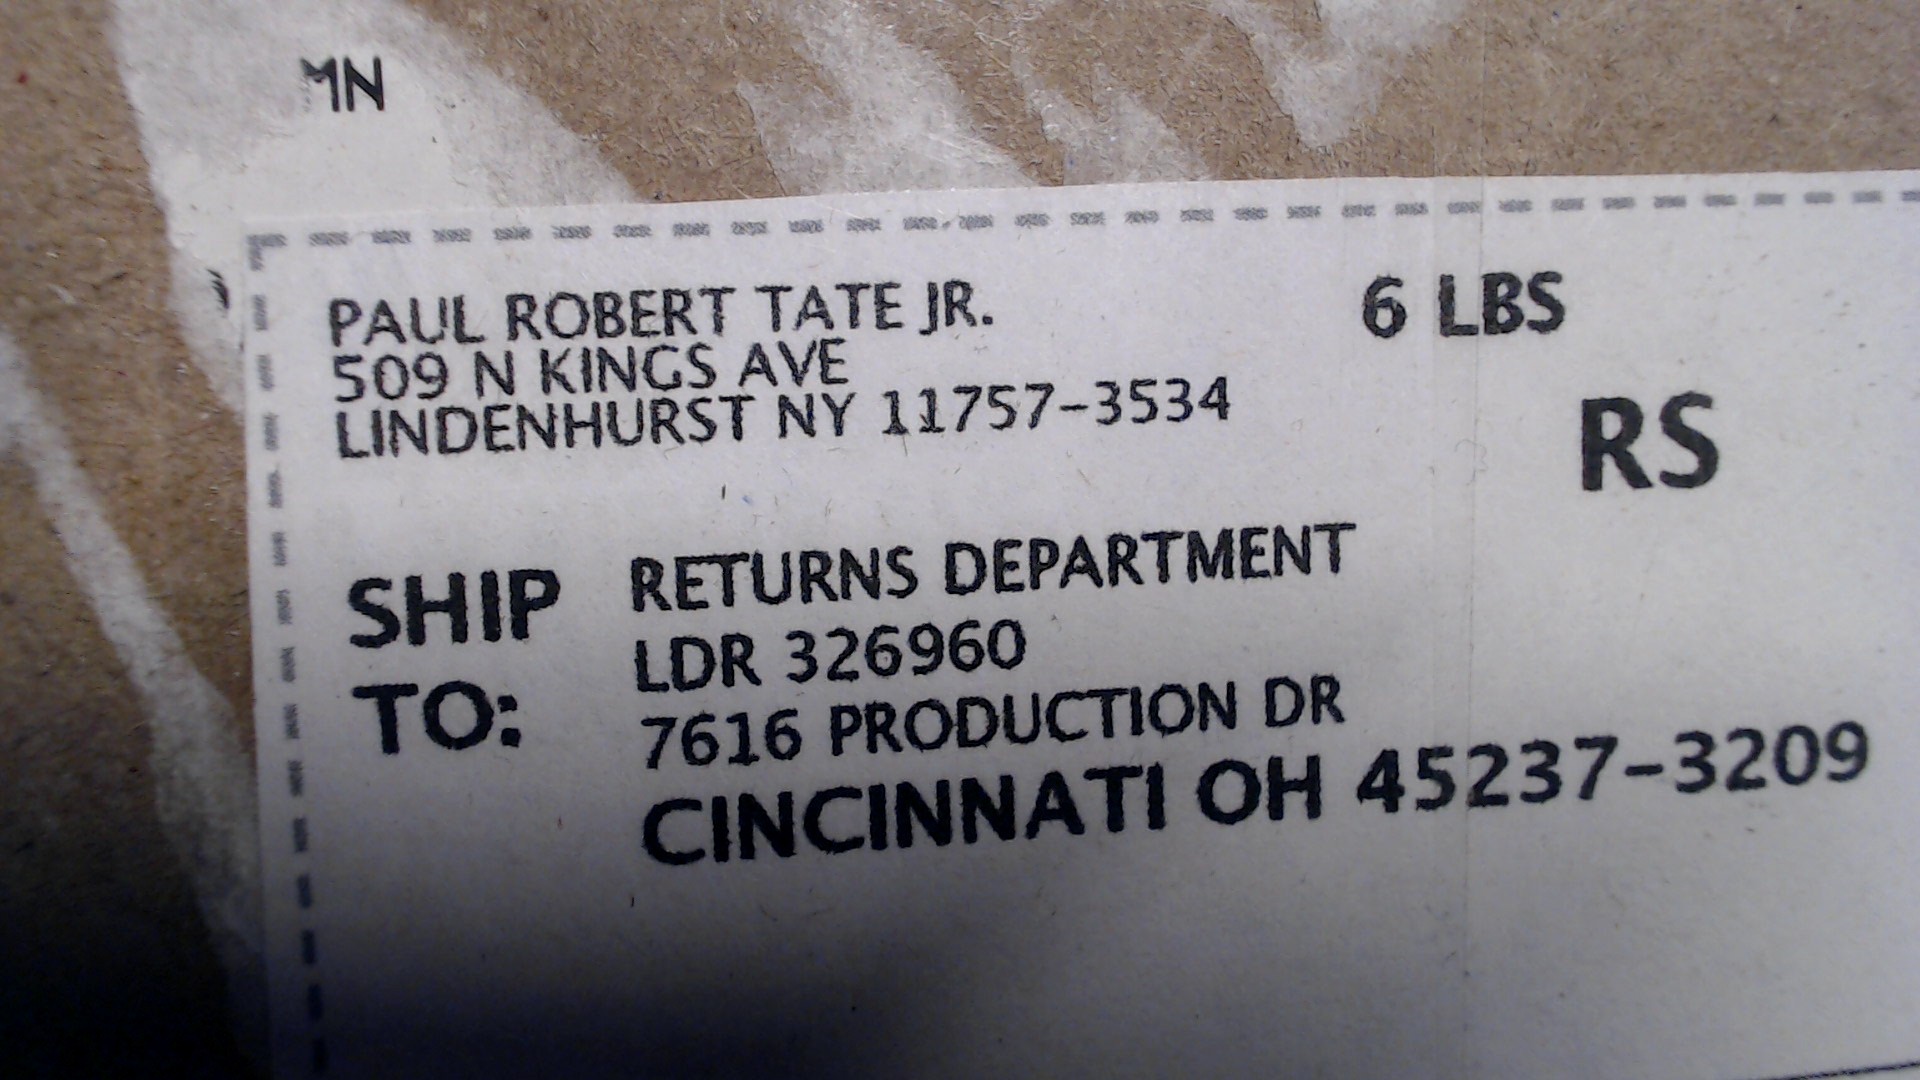 MN
PAUL ROBERT TATE JR.
6 LBS
509 N KINGS AVE
LINDENHURST NY 11757-3534
RS
SHIP TO:
RETURNS DEPARTMENT
LDR 326960
7616 PRODUCTION DR
CINCINNATI OH 45237-3209